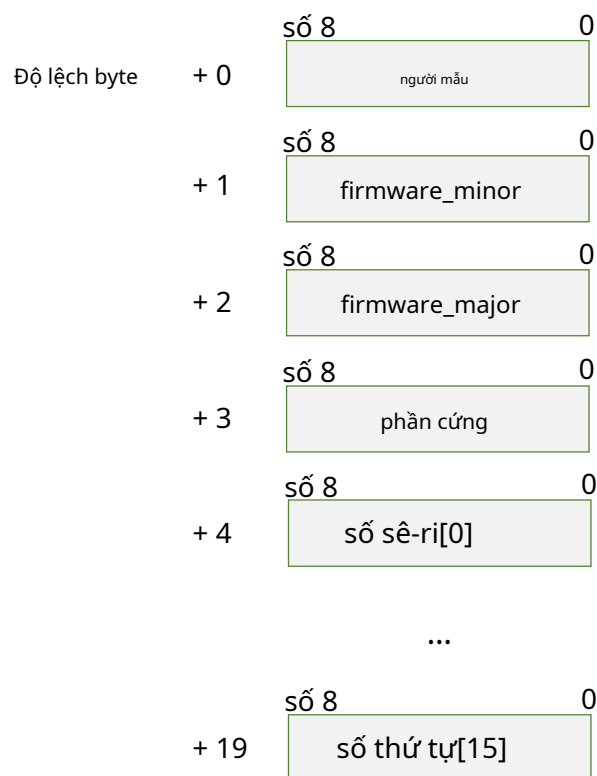 số 8 0
Độ lệch byte + 0 người mẫu
số 8 0
+ 1 firmware_minor
số 8 0
+ 2 firmware_major
số 8 0
+ 3 phần cứng
số 8 0
+ 4 số sê-ri[0]
...
số 8 0
+ 19 số thứ tự[15]